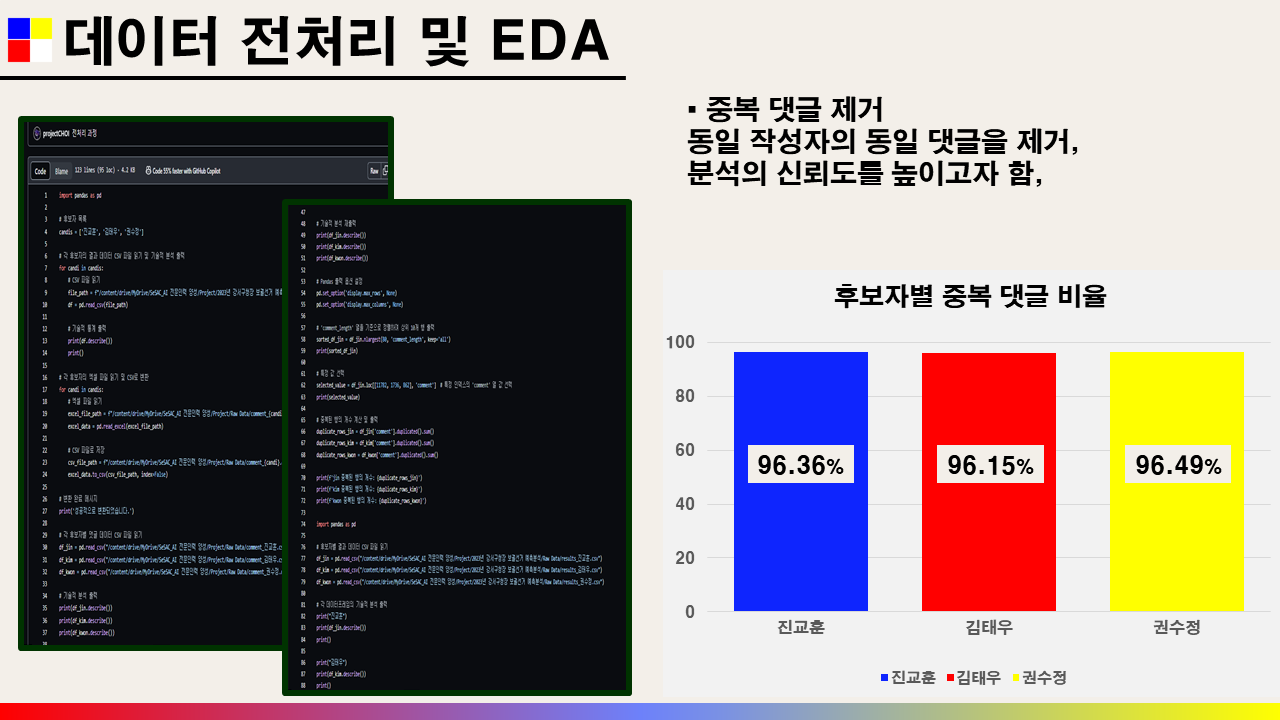 데이터 전처리 및 EDA
projectCHOI 전처리 과정
Code Blame 123 lines (95 loc) · 4.2 KB Code 55% faster with GitHub Copilot Raw
1 import pandas as pd
2
3 # 후보자 목록
4 candis = ['진교훈', '김태우', '권수정']
5
6 # 각 후보자의 결과 데이터 CSV 파일 읽기 및 기술적 분석 출력
7 for candi in candis:
8 # CSV 파일 읽기
9 file_path = f"/content/drive/MyDrive/SeSAC_AI 전문인력 양성/Project/2023년 강서구청장 보궐선거 예측
10 df = pd.read_csv(file_path)
11
12 # 기술적 통계 출력
13 print(df.describe())
14 print()
15
16 # 각 후보자의 엑셀 파일 읽기 및 CSV로 변환
17 for candi in candis:
18 # 엑셀 파일 읽기
19 excel_file_path = f"/content/drive/MyDrive/SeSAC_AI 전문인력 양성/Project/Raw Data/comment_{candi
20 excel_data = pd.read_excel(excel_file_path)
21
22 # CSV 파일로 저장
23 csv_file_path = f"/content/drive/MyDrive/SeSAC_AI 전문인력 양성/Project/Raw Data/comment_{candi}.
24 excel_data.to_csv(csv_file_path, index=False)
25
26 # 변환 완료 메시지
27 print('성공적으로 변환되었습니다.')
28
29 # 각 후보자별 댓글 데이터 CSV 파일 읽기
30 df_jin = pd.read_csv("/content/drive/MyDrive/SeSAC_AI 전문인력 양성/Project/Raw Data/comment_진교훈.c
31 df_kim = pd.read_csv("/content/drive/MyDrive/SeSAC_AI 전문인력 양성/Project/Raw Data/comment_김태우.c
32 df_kwon = pd.read_csv("/content/drive/MyDrive/SeSAC_AI 전문인력 양성/Project/Raw Data/comment_권수정.
33
34 # 기술적 분석 출력
35 print(df_jin.describe())
36 print(df_kim.describe())
37 print(df_kwon.describe())
47
48 # 기술적 분석 재출력
49 print(df_jin.describe())
50 print(df_kim.describe())
51 print(df_kwon.describe())
52
53 # Pandas 출력 옵션 설정
54 pd.set_option('display.max_rows', None)
55 pd.set_option('display.max_columns', None)
56
57 # 'comment_length' 열을 기준으로 정렬하여 상위 30개 행 출력
58 sorted_df_jin = df_jin.nlargest(30, 'comment_length', keep='all')
59 print(sorted_df_jin)
60
61 # 특정 값 선택
62 selected_value = df_jin.loc[[11702, 1736, 862], 'comment'] # 특정 인덱스의 'comment' 열 값 선택
63 print(selected_value)
64
65 # 중복된 행의 개수 계산 및 출력
66 duplicate_rows_jin = df_jin['comment'].duplicated().sum()
67 duplicate_rows_kim = df_kim['comment'].duplicated().sum()
68 duplicate_rows_kwon = df_kwon['comment'].duplicated().sum()
69
70 print(f'jin 중복된 행의 개수: {duplicate_rows_jin}')
71 print(f'kim 중복된 행의 개수: {duplicate_rows_kim}')
72 print(f'kwon 중복된 행의 개수: {duplicate_rows_kwon}')
73
74 import pandas as pd
75
76 # 후보자별 결과 데이터 CSV 파일 읽기
77 df_jin = pd.read_csv("/content/drive/MyDrive/SeSAC_AI 전문인력 양성/Project/2023년 강서구청장 보궐선거 예측분석/Raw Data/results_진교훈.csv")
78 df_kim = pd.read_csv("/content/drive/MyDrive/SeSAC_AI 전문인력 양성/Project/2023년 강서구청장 보궐선거 예측분석/Raw Data/results_김태우.csv")
79 df_kwon = pd.read_csv("/content/drive/MyDrive/SeSAC_AI 전문인력 양성/Project/2023년 강서구청장 보궐선거 예측분석/Raw Data/results_권수정.csv")
80
81 # 각 데이터프레임의 기술적 분석 출력
82 print("진교훈")
83 print(df_jin.describe())
84 print()
85
86 print("김태우")
87 print(df_kim.describe())
88 print()
▪ 중복 댓글 제거
동일 작성자의 동일 댓글을 제거,
분석의 신뢰도를 높이고자 함,
후보자별 중복 댓글 비율
100
80
60
40
20
0
96.36% 96.15% 96.49%
진교훈 김태우 권수정
진교훈 김태우 권수정